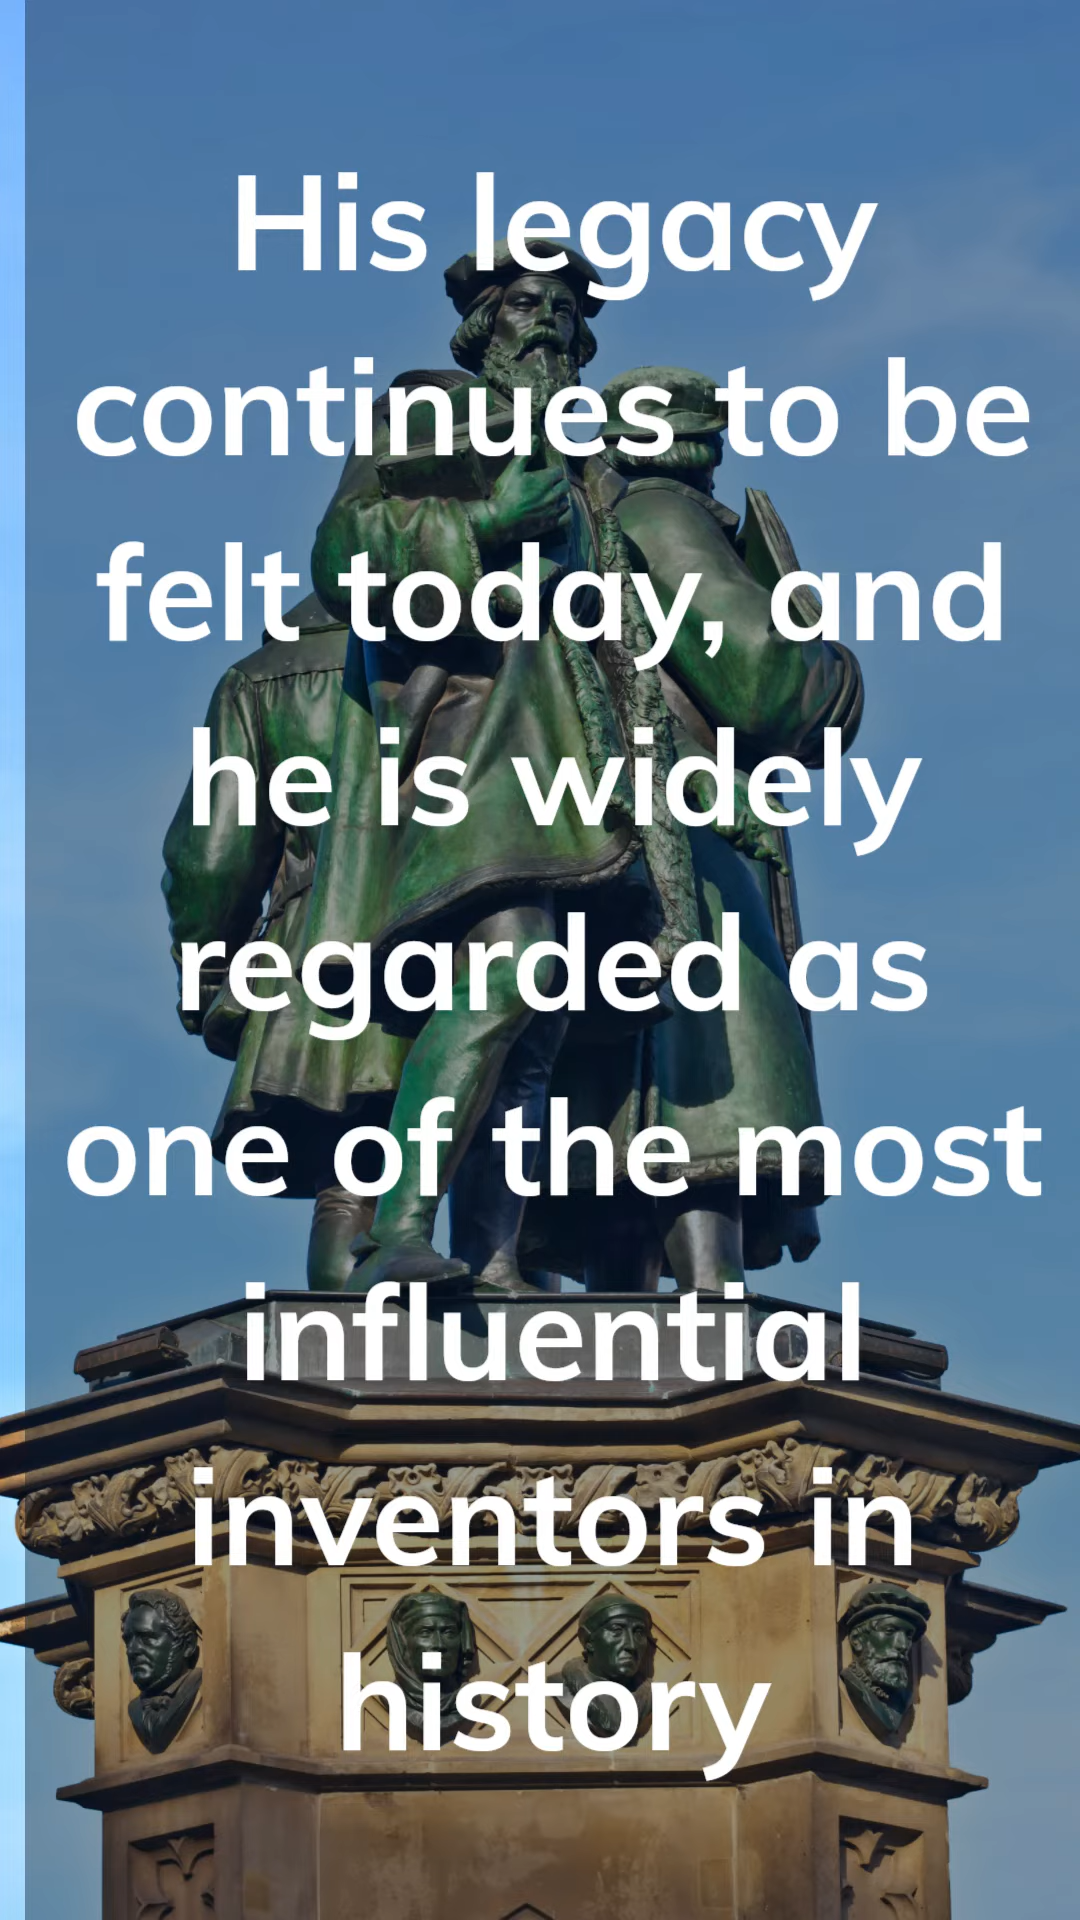 His legacy
continues to be
felt today, and
he is widely
regarded as
one of the most
influential
inventors in
history